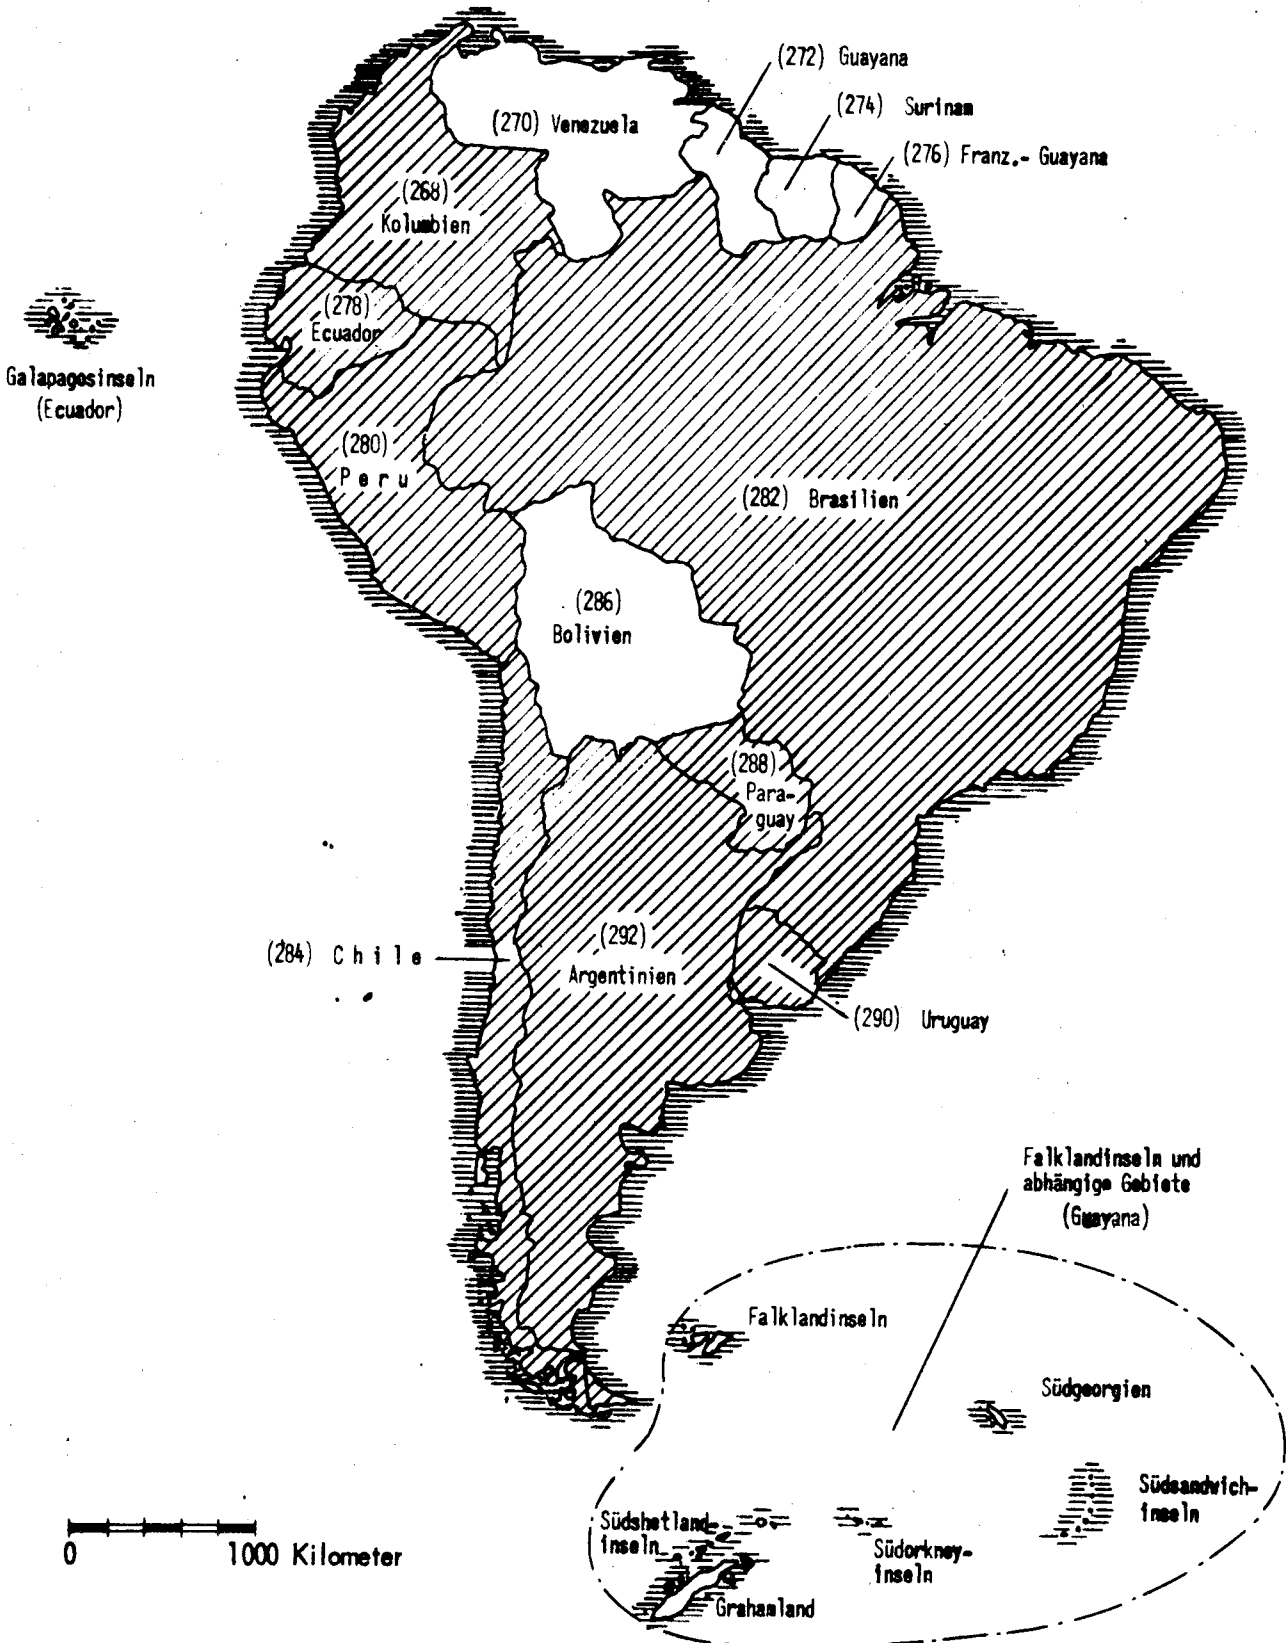 (272) Guayana
(274) Surinam
(270) Venezuela
(276) Franz.- Guayana
(268)
Kolumbien
(278)
Ecuador
Galapagosinseln
(Ecuador)
(280)
Peru
(282) Brasilien
(286)
Bolivien
(288)
Para-
guay
(292)
Argentinien
(284) Chile
(290) Uruguay
Falklandinseln und
abhängige Gebiete
(Guayana)
Falklandinseln
Südgeorgien
Südsandwich-
inseln
Südshetland-
inseln
Südorkney-
inseln
Grahamland
0 1000 Kilometer